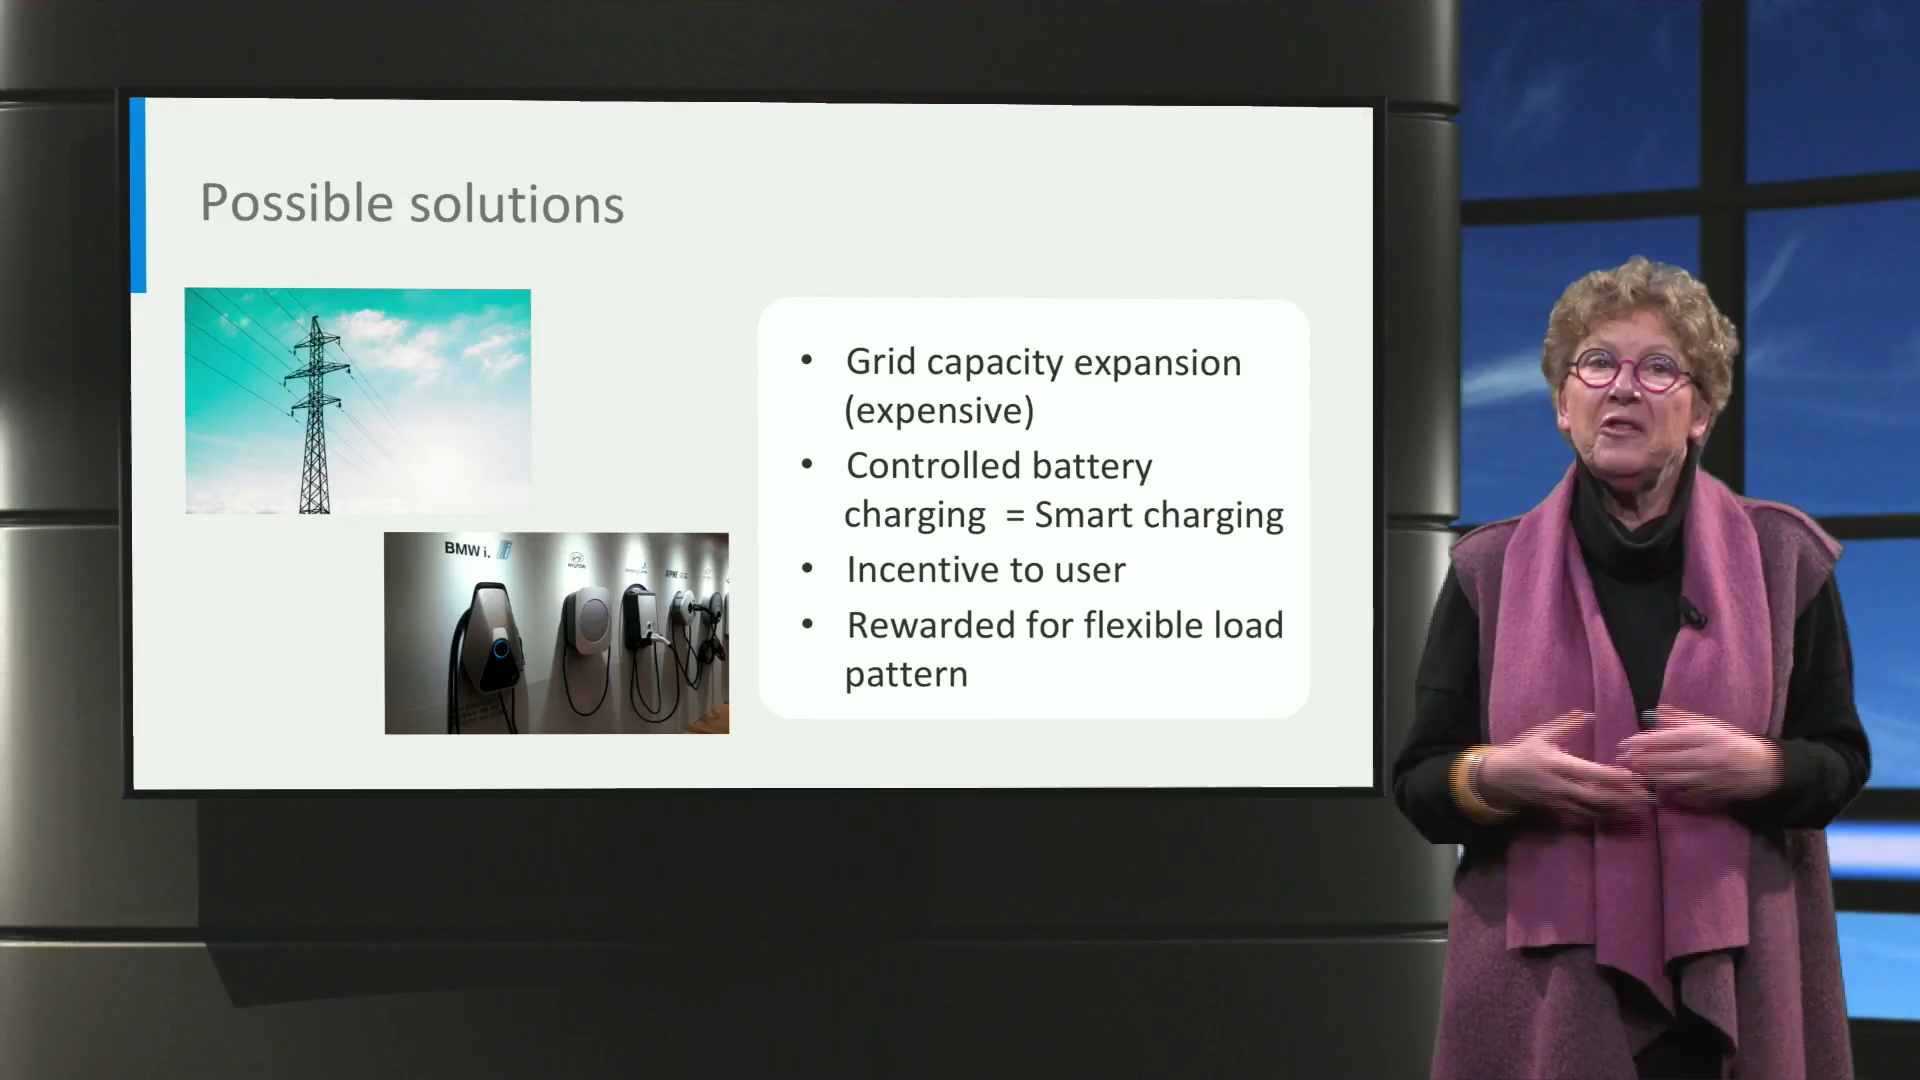 Possible solutions
• Grid capacity expansion
(expensive)
• Controlled battery
charging = Smart charging
• Incentive to user
• Rewarded for flexible load
pattern
BMW i.
HYUNDAI